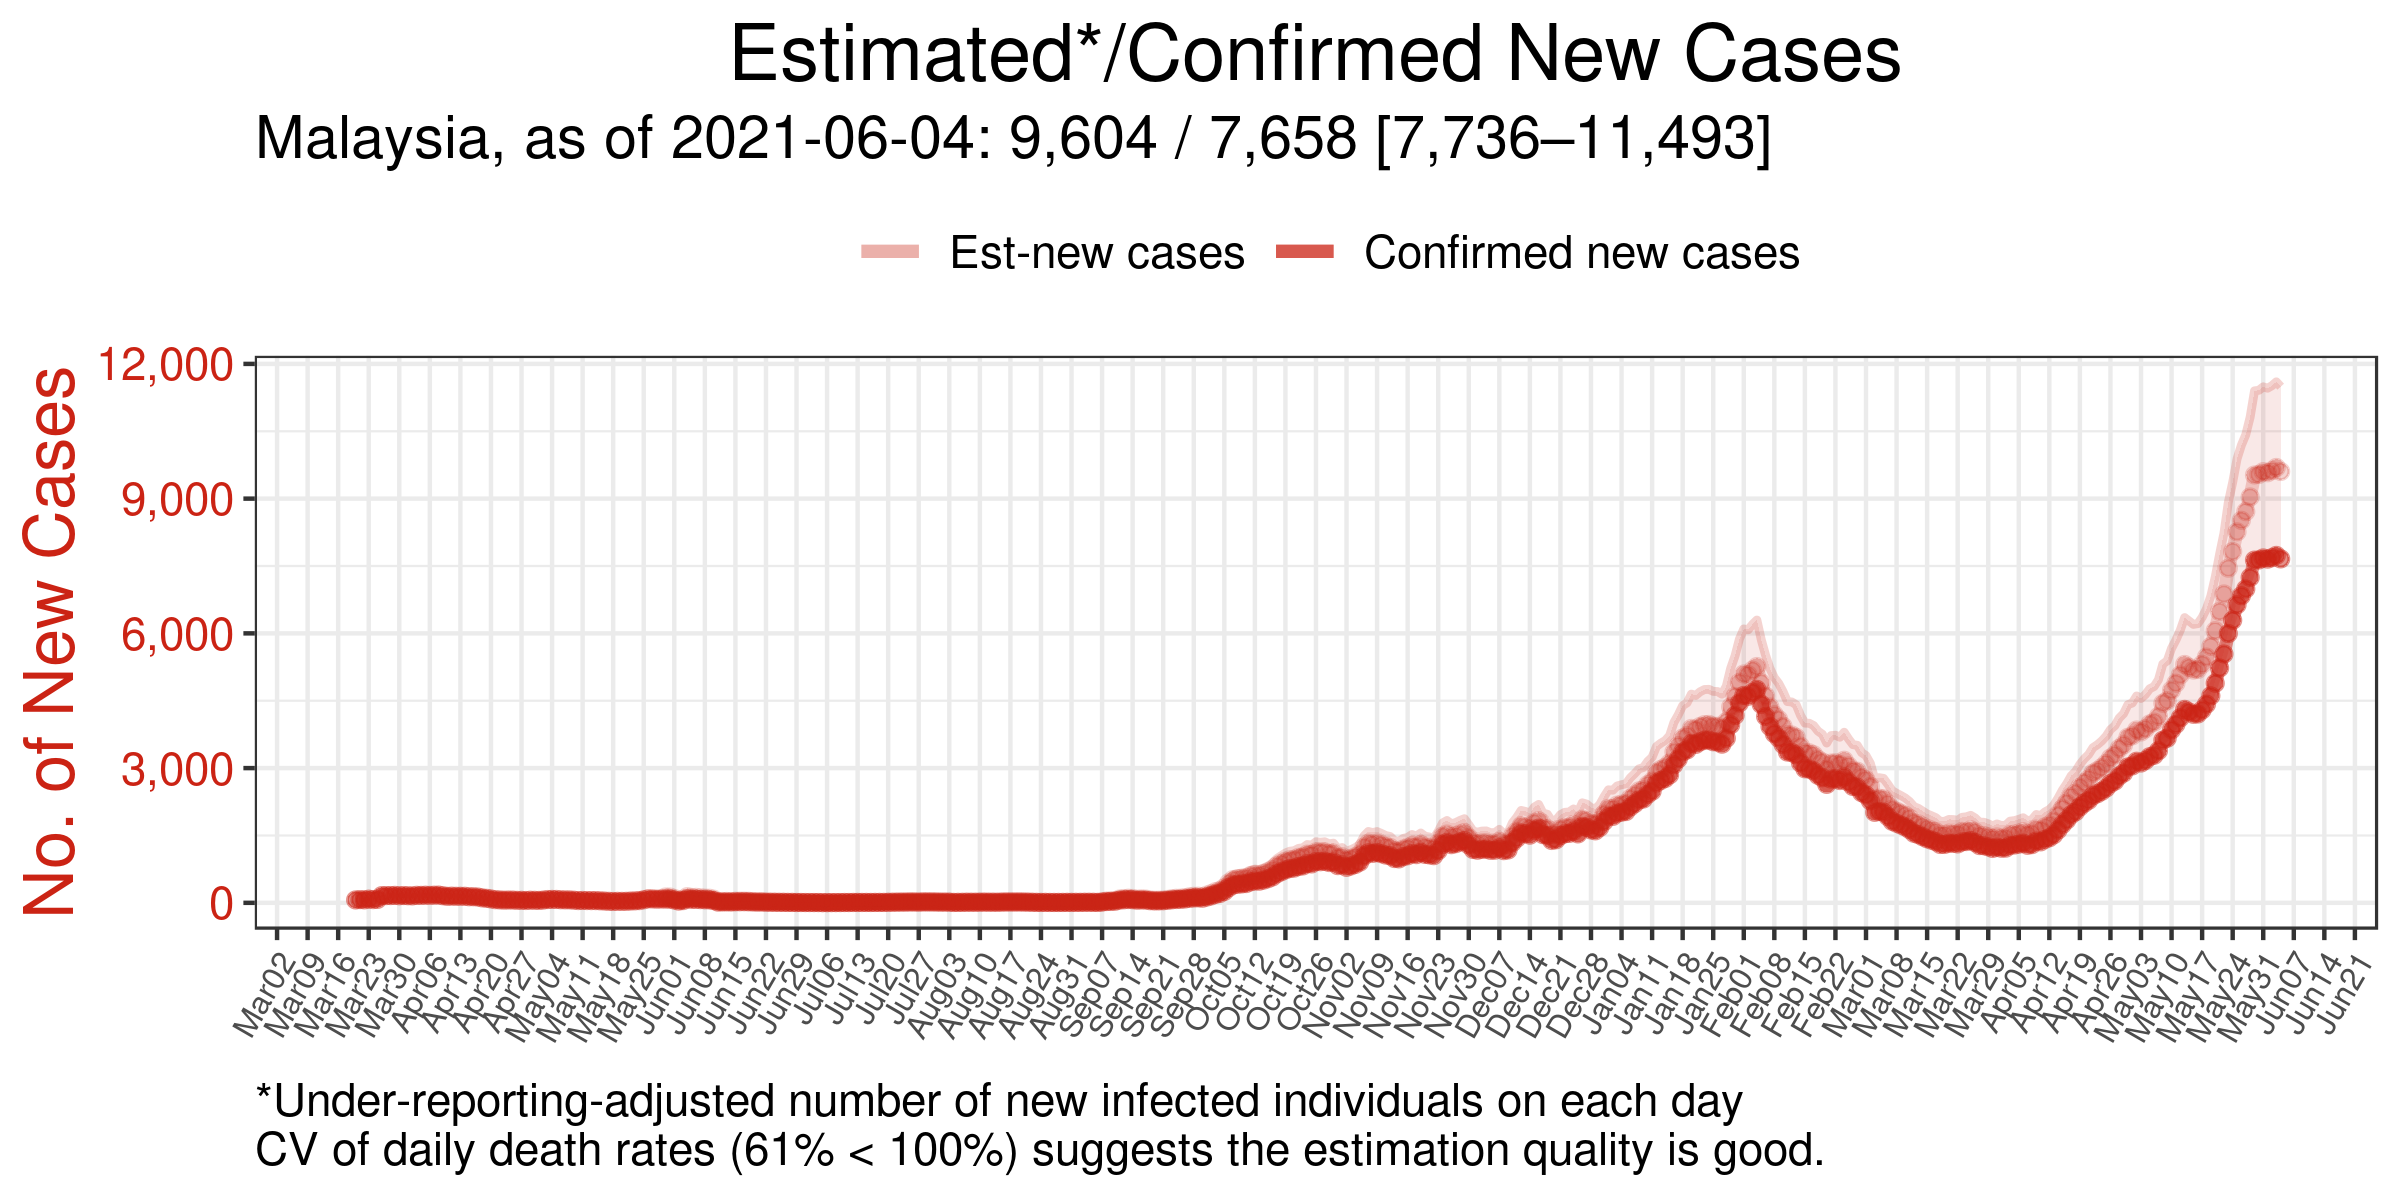 Estimated*/Confirmed New Cases
Malaysia, as of 2021-06-04: 9,604 / 7,658 [7,736–11,493]
Est-new cases Confirmed new cases
No. of New Cases
12,000
9,000
6,000
3,000
0
Mar02 Mar09 Mar16 Mar23 Mar30 Apr06 Apr13 Apr20 Apr27 May04 May11 May18 May25 Jun01 Jun08 Jun15 Jun22 Jun29 Jul06 Jul13 Jul20 Jul27 Aug03 Aug10 Aug17 Aug24 Aug31 Sep07 Sep14 Sep21 Sep28 Oct05 Oct12 Oct19 Oct26 Nov02 Nov09 Nov16 Nov23 Nov30 Dec07 Dec14 Dec21 Dec28 Jan04 Jan11 Jan18 Jan25 Feb01 Feb08 Feb15 Feb22 Mar01 Mar08 Mar15 Mar22 Mar29 Apr05 Apr12 Apr19 Apr26 May03 May10 May17 May24 May31 Jun07 Jun14 Jun21
*Under-reporting-adjusted number of new infected individuals on each day
CV of daily death rates (61% < 100%) suggests the estimation quality is good.